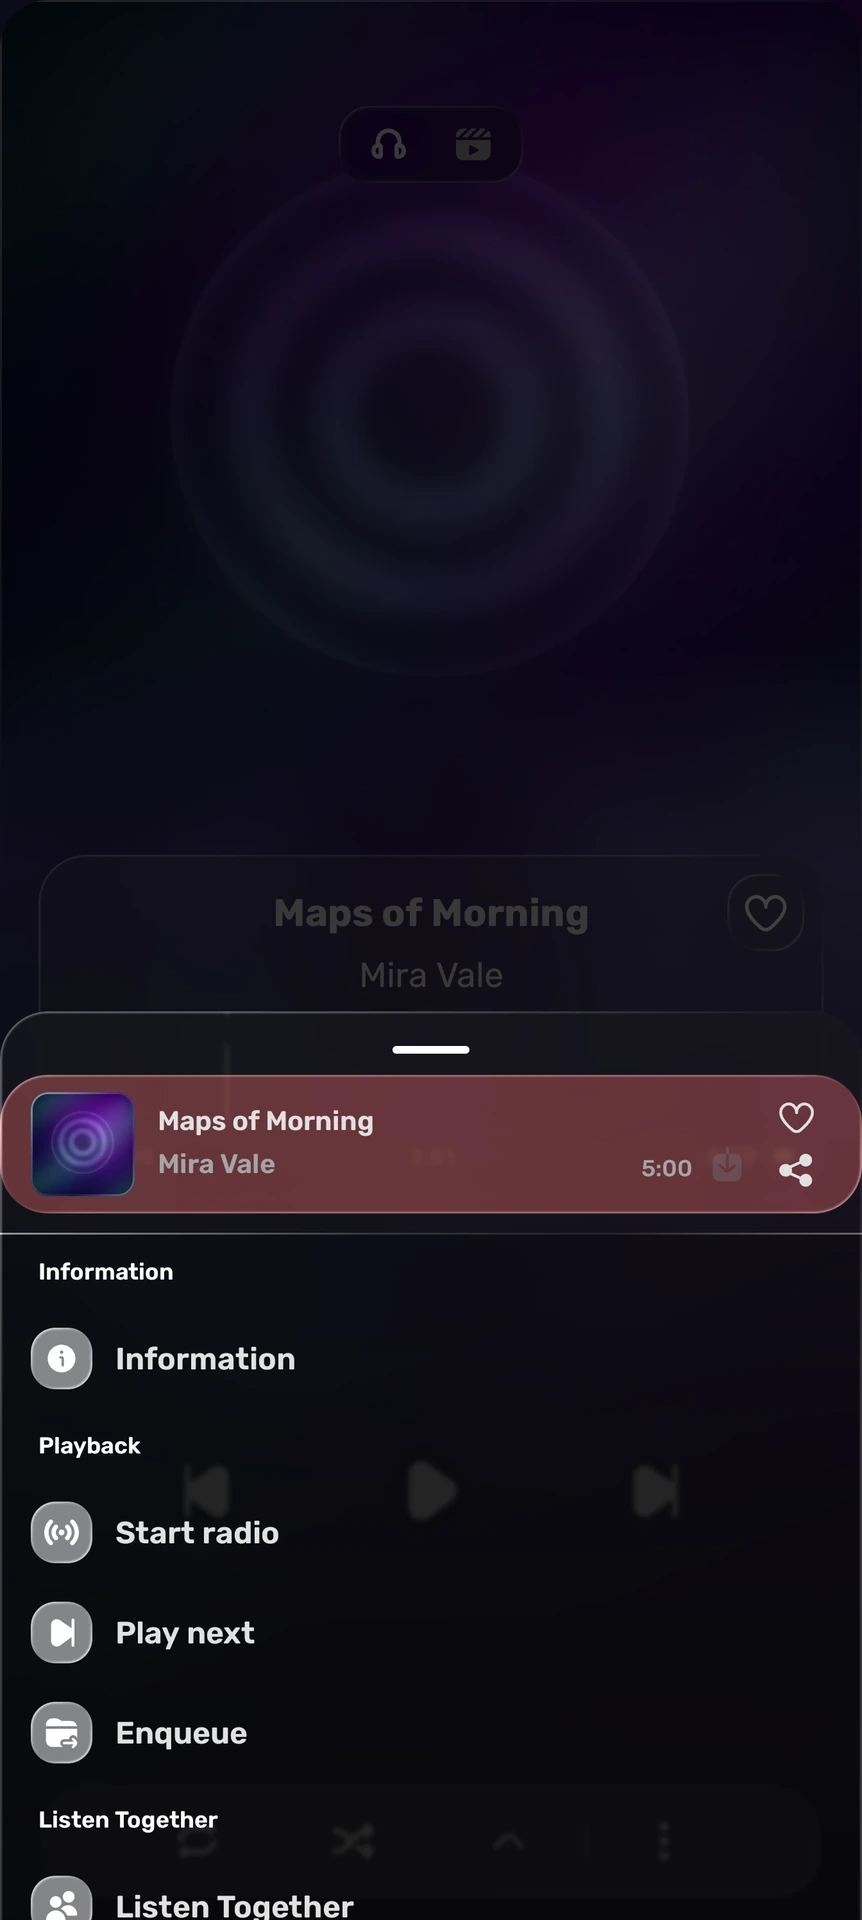 Maps of Morning
Mira Vale
Maps of Morning
Mira Vale
5:00
Information
Information
Playback
Start radio
Play next
Enqueue
Listen Together
Listen Together